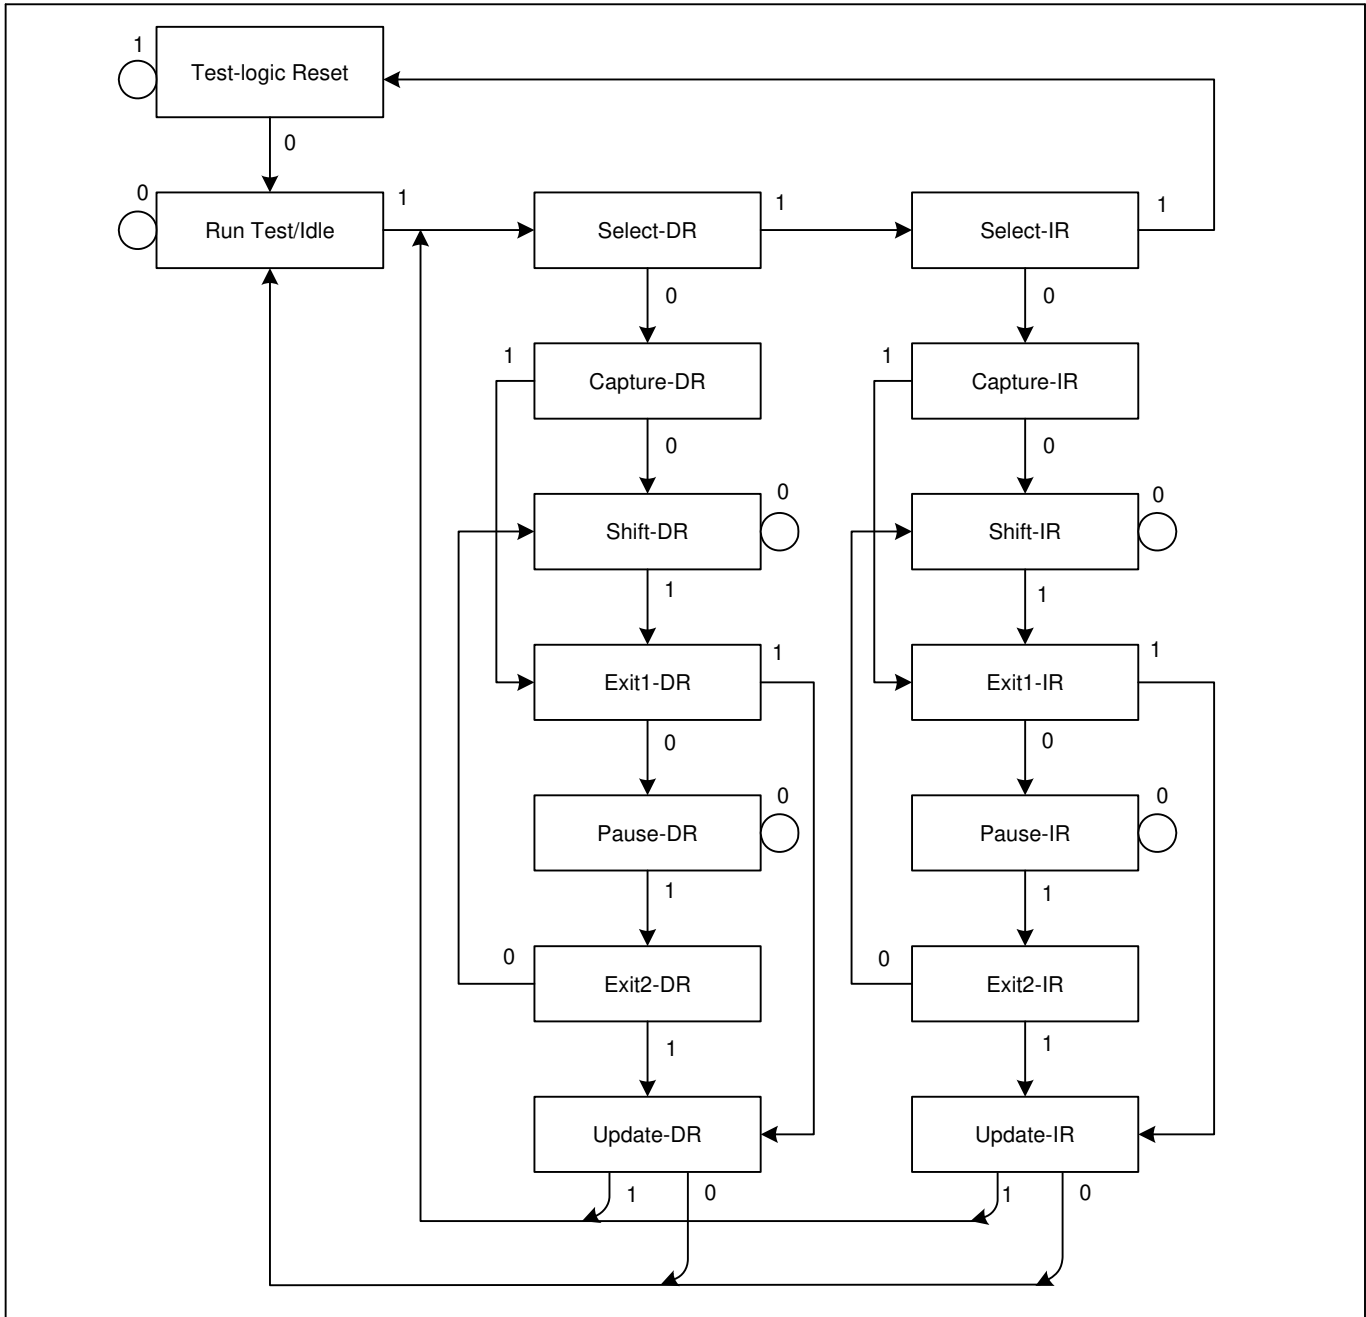 1
Test-logic Reset
0
0
Run Test/Idle
1
Select-DR
1
Select-IR
1
0
0
1
Capture-DR
1
Capture-IR
0
0
Shift-DR
0
Shift-IR
0
1
1
Exit1-DR
1
Exit1-IR
1
0
0
Pause-DR
0
Pause-IR
0
1
1
0
Exit2-DR
0
Exit2-IR
1
1
Update-DR
Update-IR
1
0
1
0